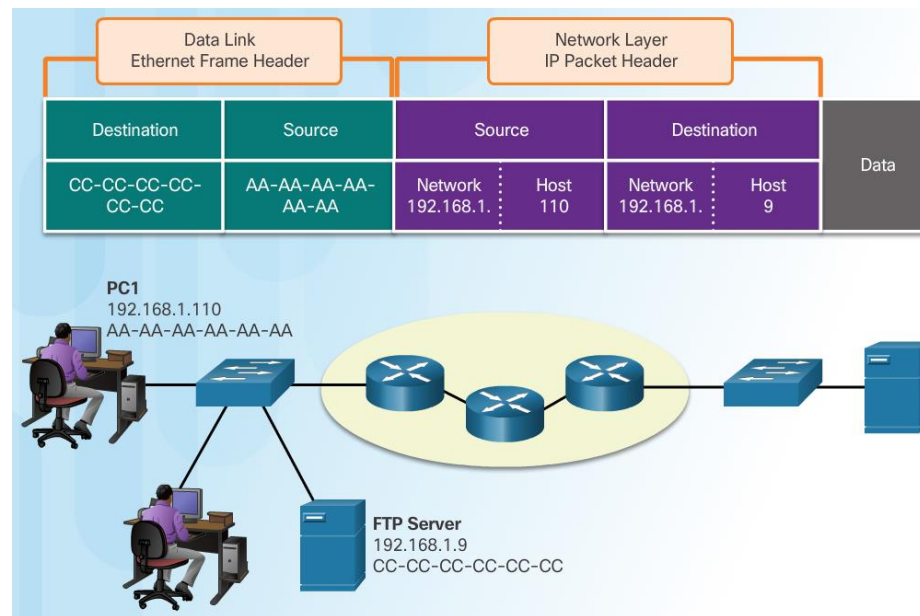 Data Link
Ethernet Frame Header
Network Layer
IP Packet Header
Destination
Source
Source
Destination
Data
CC-CC-CC-CC-
CC-CC
AA-AA-AA-AA-
AA-AA
Network
192.168.1.
Host
110
Network
192.168.1.
Host
9
PC1
192.168.1.110
AA-AA-AA-AA-AA-AA
FTP Server
192.168.1.9
CC-CC-CC-CC-CC-CC